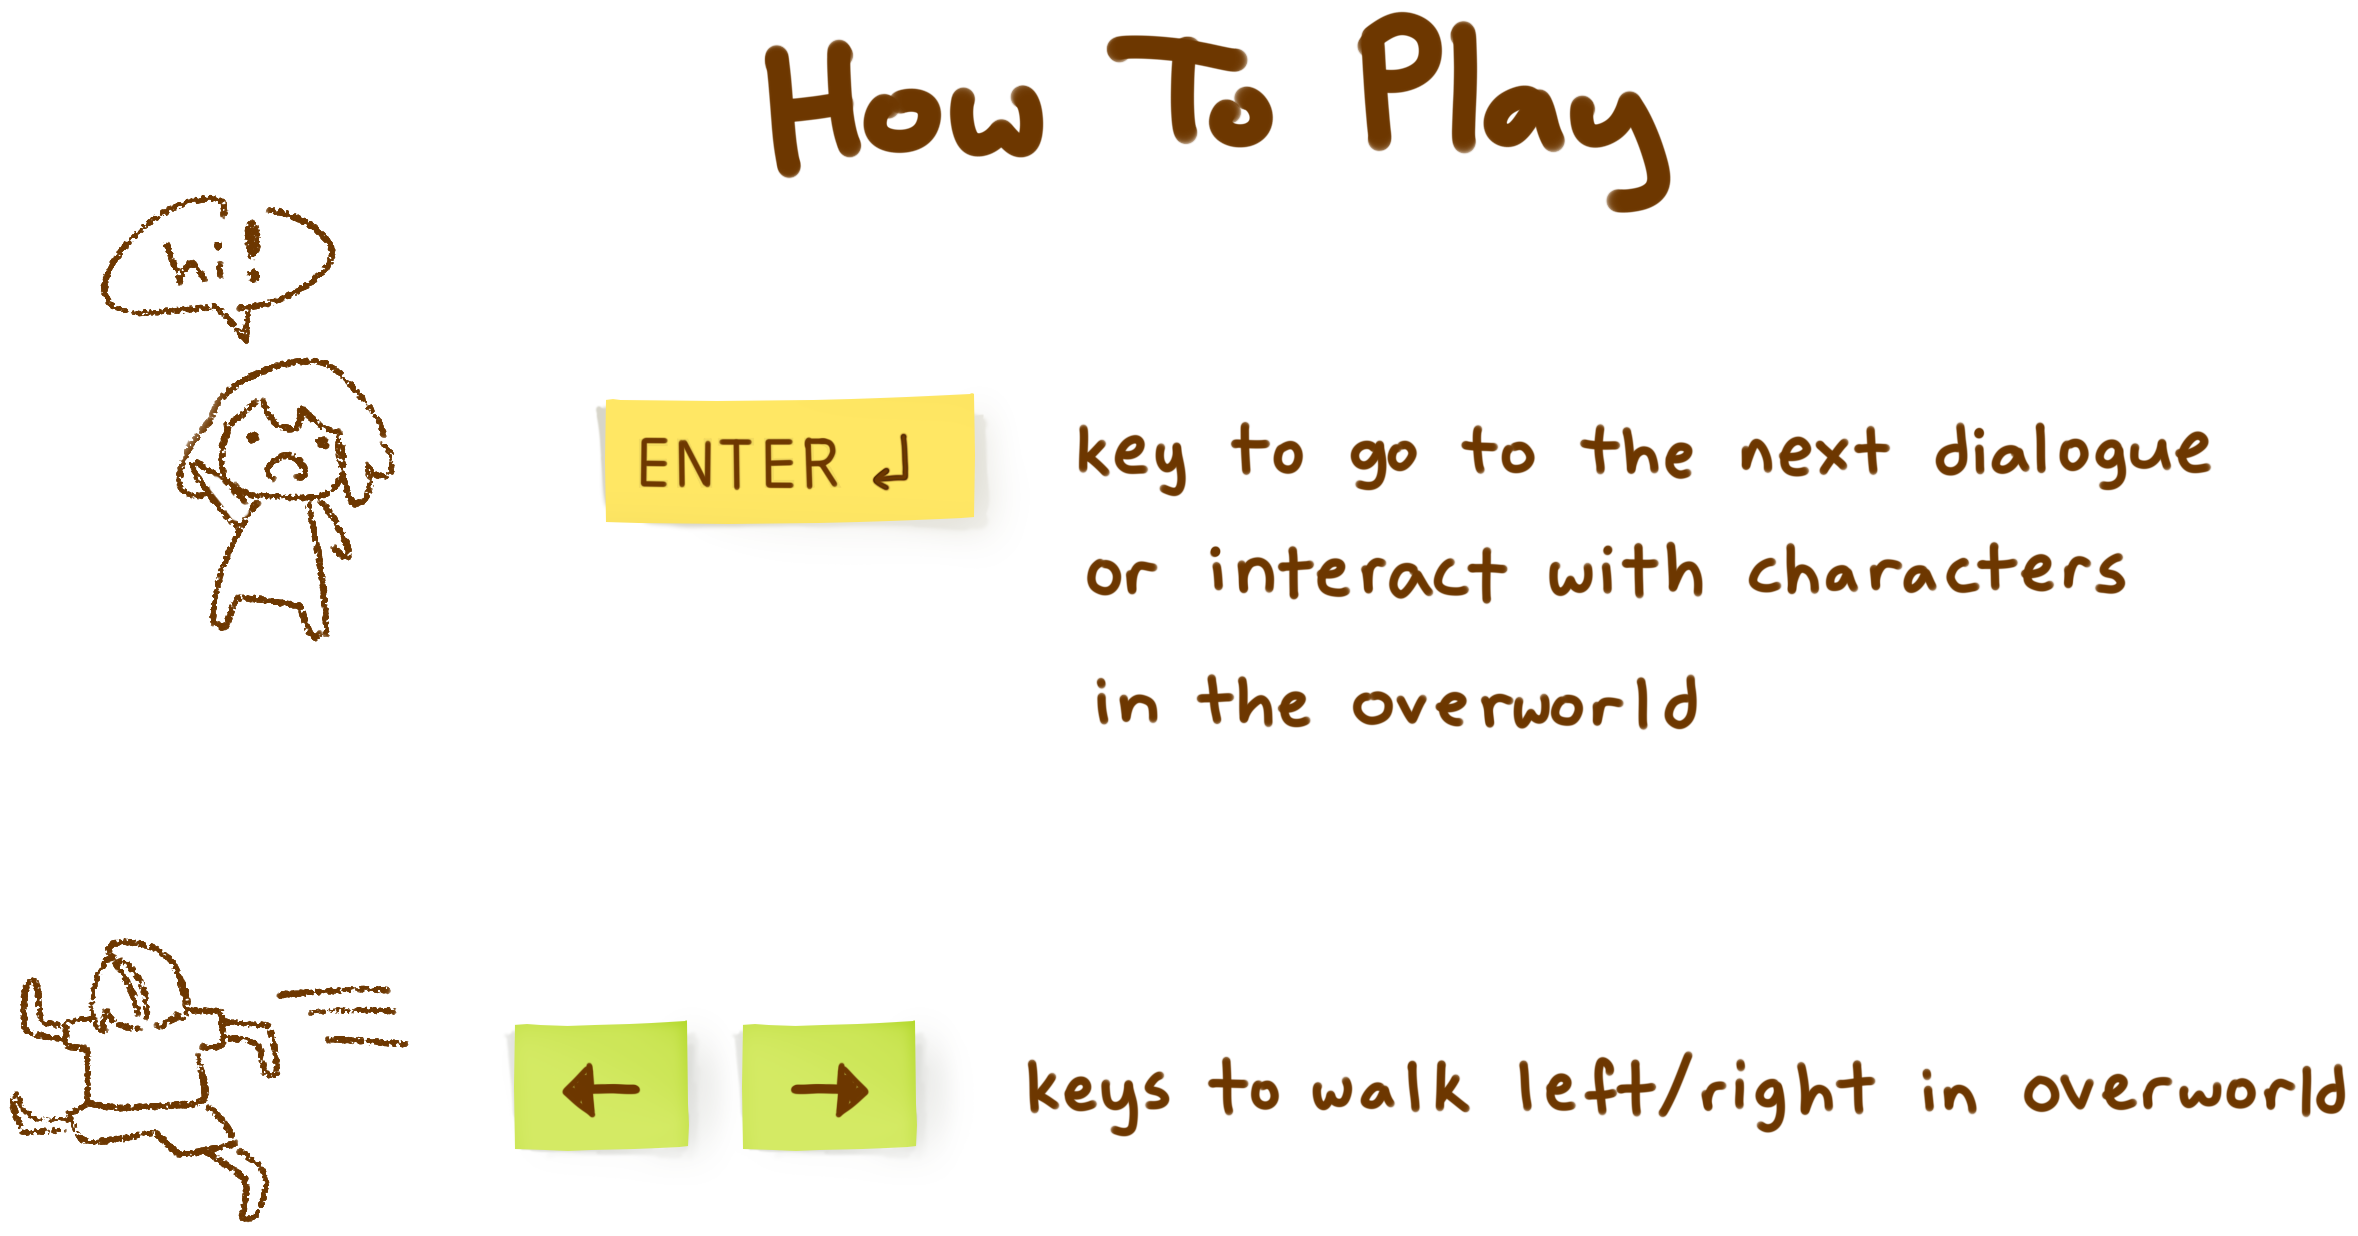 How To Play
hi!
ENTER ↲ key to go to the next dialogue
or interact with characters
in the overworld
← → keys to walk left/right in overworld